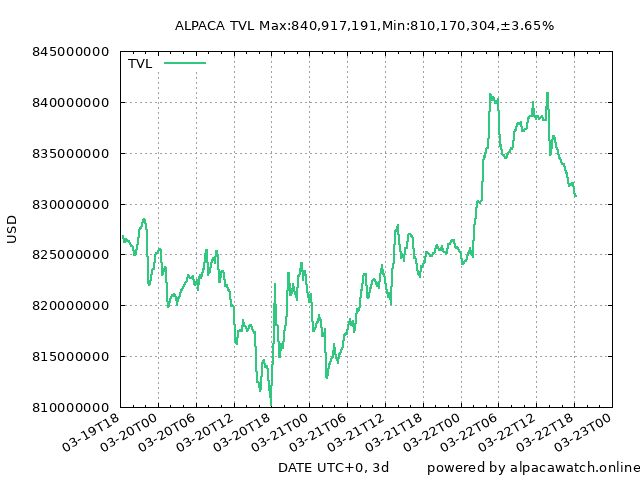 ALPACA TVL Max:840,917,191,Min:810,170,304,±3.65%
845000000
TVL
840000000
835000000
830000000
USD
825000000
820000000
815000000
810000000
03-19T18 03-20T00 03-20T06 03-20T12 03-20T18 03-21T00 03-21T06 03-21T12 03-21T18 03-22T00 03-22T06 03-22T12 03-22T18 03-23T00
DATE UTC+0, 3d powered by alpacawatch.online